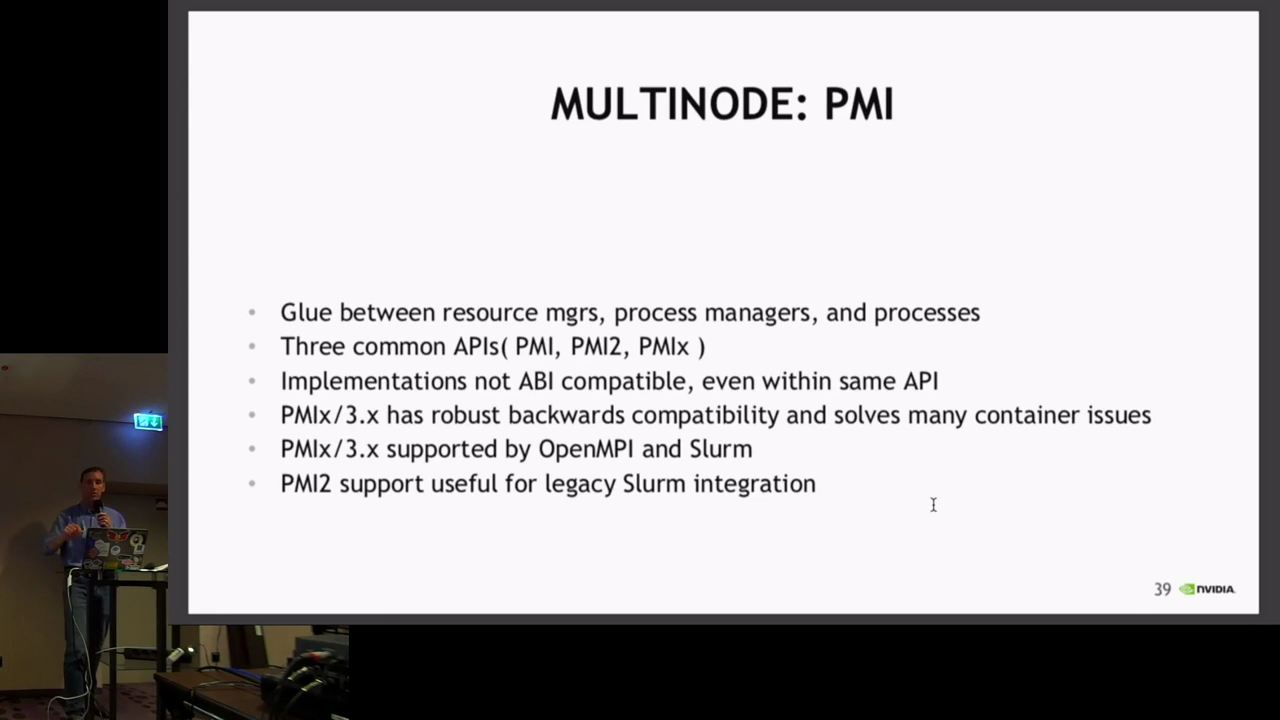 MULTINODE: PMI
• Glue between resource mgrs, process managers, and processes
• Three common APIs( PMI, PMI2, PMIx )
• Implementations not ABI compatible, even within same API
• PMIx/3.x has robust backwards compatibility and solves many container issues
• PMIx/3.x supported by OpenMPI and Slurm
• PMI2 support useful for legacy Slurm integration
39 NVIDIA